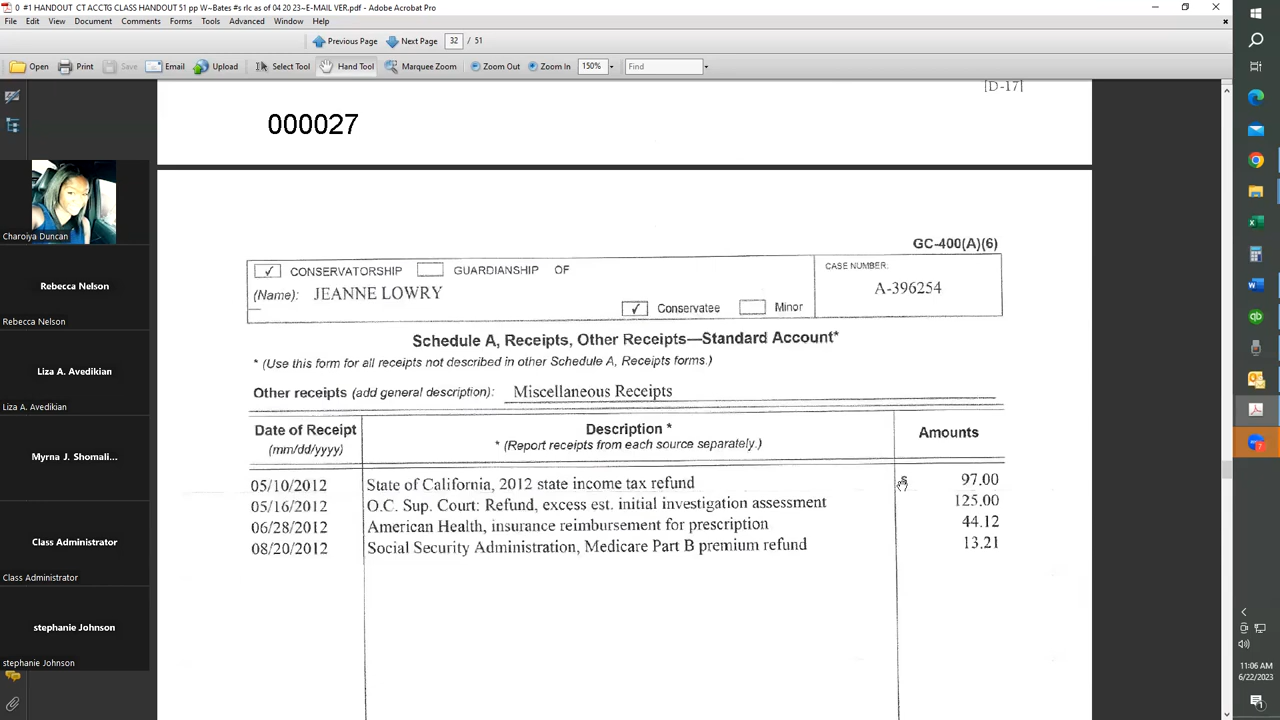 0 #1 HANDOUT CT ACCTG CLASS HANDOUT 51 pp W-Bates #s rlc as of 04 20 23~E-MAIL VER.pdf - Adobe Acrobat Pro
File Edit View Document Comments Forms Tools Advanced Window Help
Previous Page Next Page 32 / 51
Open Print Save Email Upload Select Tool Hand Tool Marquee Zoom Zoom Out Zoom In 150% Find
[D-17]
000027
Charoiya Duncan
Rebecca Nelson
Rebecca Nelson
Liza A. Avedikian
Liza A. Avedikian
Myrna J. Shomali...
Class Administrator
Class Administrator
stephanie Johnson
stephanie Johnson
GC-400(A)(6)
✓ CONSERVATORSHIP GUARDIANSHIP OF
(Name): JEANNE LOWRY
✓ Conservatee Minor
CASE NUMBER:
A-396254
Schedule A, Receipts, Other Receipts—Standard Account*
* (Use this form for all receipts not described in other Schedule A, Receipts forms.)
Other receipts (add general description): Miscellaneous Receipts
Date of Receipt Description * Amounts
(mm/dd/yyyy) * (Report receipts from each source separately.)
05/10/2012 State of California, 2012 state income tax refund 97.00
05/16/2012 O.C. Sup. Court: Refund, excess est. initial investigation assessment 125.00
06/28/2012 American Health, insurance reimbursement for prescription 44.12
08/20/2012 Social Security Administration, Medicare Part B premium refund 13.21
11:06 AM
6/22/2023